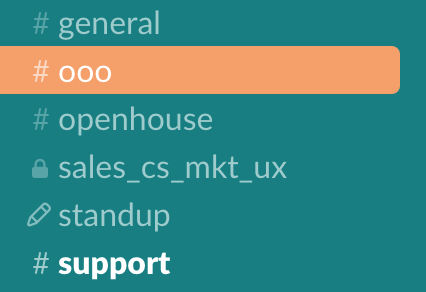 # general
# ooo
# openhouse
sales_cs_mkt_ux
standup
# support